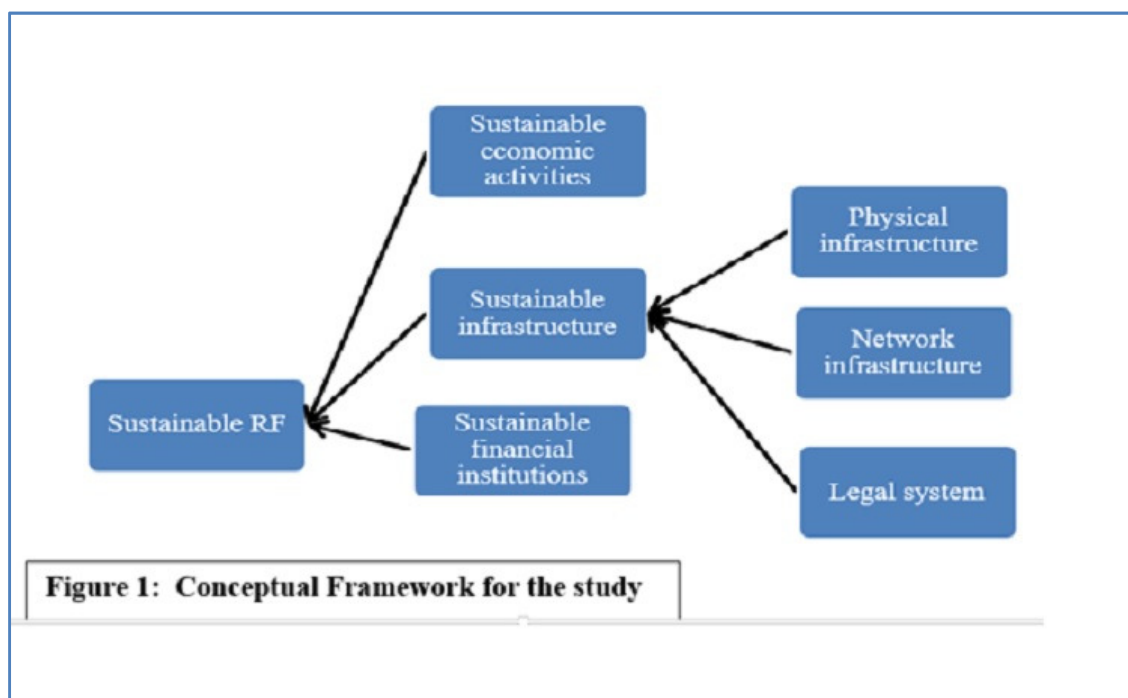 Sustainable
economic
activities
Physical
infrastructure
Sustainable
infrastructure
Network
infrastructure
Sustainable RF
Sustainable
financial
institutions
Legal system
Figure 1:  Conceptual Framework for the study